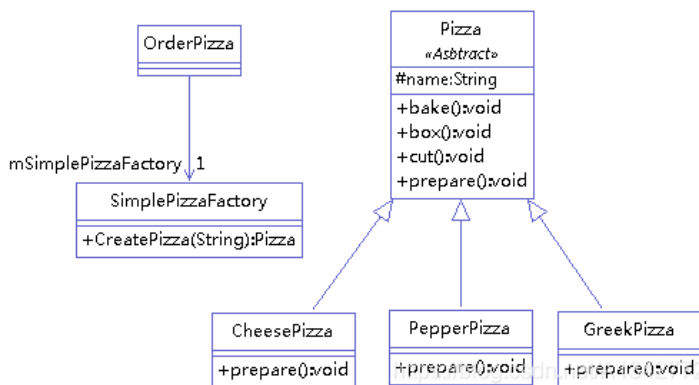 OrderPizza
mSimplePizzaFactory 1
SimplePizzaFactory
+CreatePizza(String):Pizza
Pizza
«Asbtract»
#name:String
+bake():void
+box():void
+cut():void
+prepare():void
CheesePizza
+prepare():void
PepperPizza
+prepare():void
GreekPizza
+prepare():void